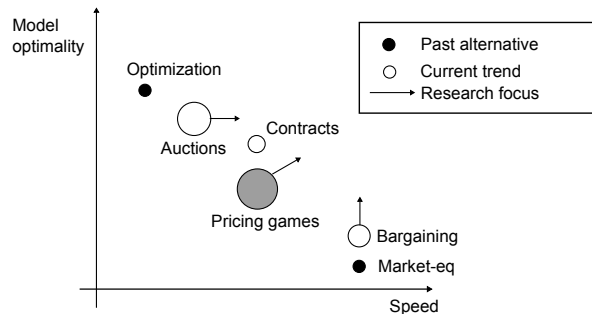 Model
optimality
Optimization
Auctions
Contracts
Pricing games
Bargaining
Market-eq
Speed
Past alternative
Current trend
Research focus